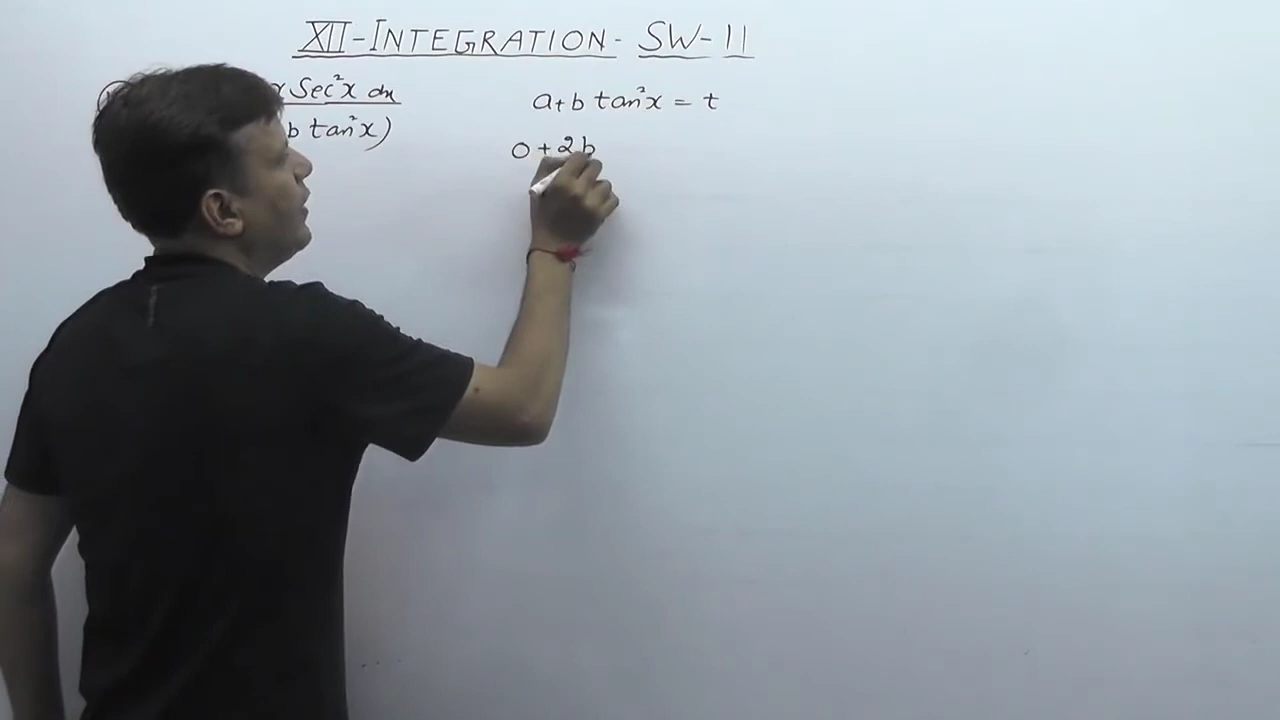 XII-INTEGRATION- SW-11
x Sec²x dx
b tan²x)
a+b tan²x = t
0+2b